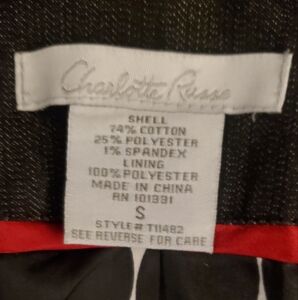 Charlotte Russe
SHELL
74% COTTON
25% POLYESTER
1% SPANDEX
LINING
100% POLYESTER
MADE IN CHINA
RN 101331
S
STYLE# T11482
SEE REVERSE FOR CARE